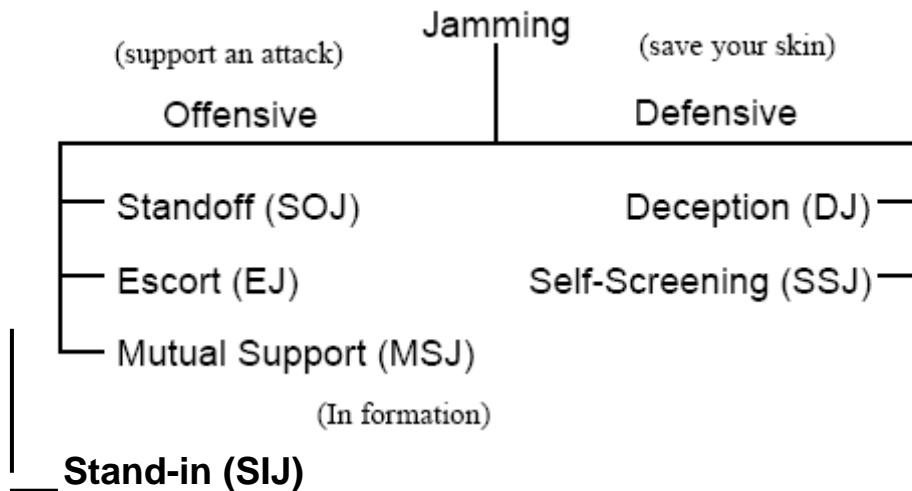 Jamming
(support an attack)
(save your skin)
Offensive
Defensive
Standoff (SOJ)
Deception (DJ)
Escort (EJ)
Self-Screening (SSJ)
Mutual Support (MSJ)
(In formation)
Stand-in (SIJ)